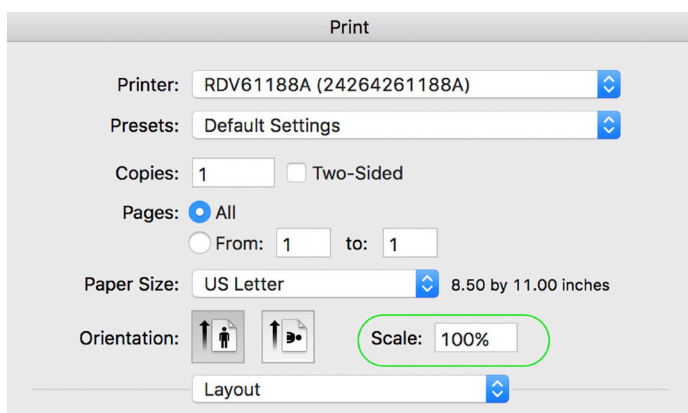 Print
Printer: RDV61188A (24264261188A)
Presets: Default Settings
Copies: 1 Two-Sided
Pages: All
From: 1 to: 1
Paper Size: US Letter 8.50 by 11.00 inches
Orientation: Scale: 100%
Layout